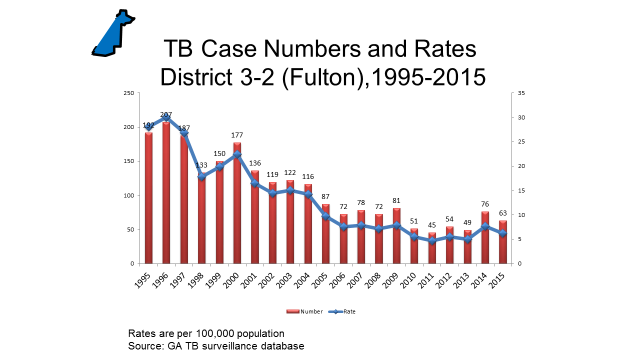 TB Case Numbers and Rates
District 3-2 (Fulton),1995-2015
250
200
150
100
50
0
35
30
25
20
15
10
5
0
192 207 187 133 150 177 136 119 122 116 87 72 78 72 81 51 45 54 49 76 63
1995 1996 1997 1998 1999 2000 2001 2002 2003 2004 2005 2006 2007 2008 2009 2010 2011 2012 2013 2014 2015
Number Rate
Rates are per 100,000 population
Source: GA TB surveillance database